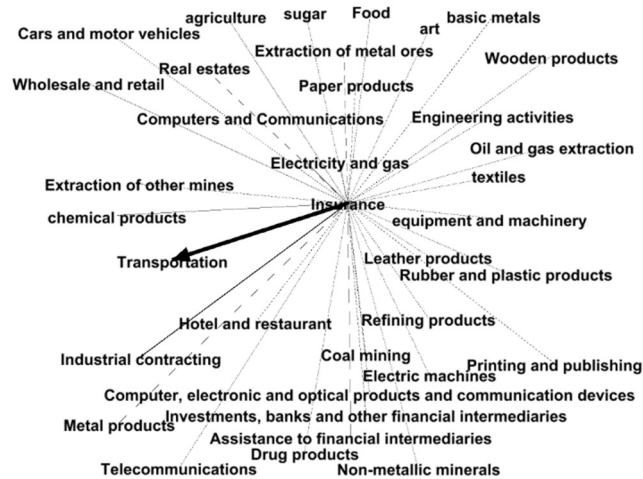 agriculture
sugar
Food
basic metals
Cars and motor vehicles
art
Extraction of metal ores
Wooden products
Real estates
Wholesale and retail
Paper products
Computers and Communications
Engineering activities
Oil and gas extraction
Electricity and gas
textiles
Extraction of other mines
Insurance
chemical products
equipment and machinery
Transportation
Leather products
Rubber and plastic products
Hotel and restaurant
Refining products
Industrial contracting
Coal mining
Printing and publishing
Electric machines
Computer, electronic and optical products and communication devices
Metal products
Investments, banks and other financial intermediaries
Assistance to financial intermediaries
Drug products
Telecommunications
Non-metallic minerals